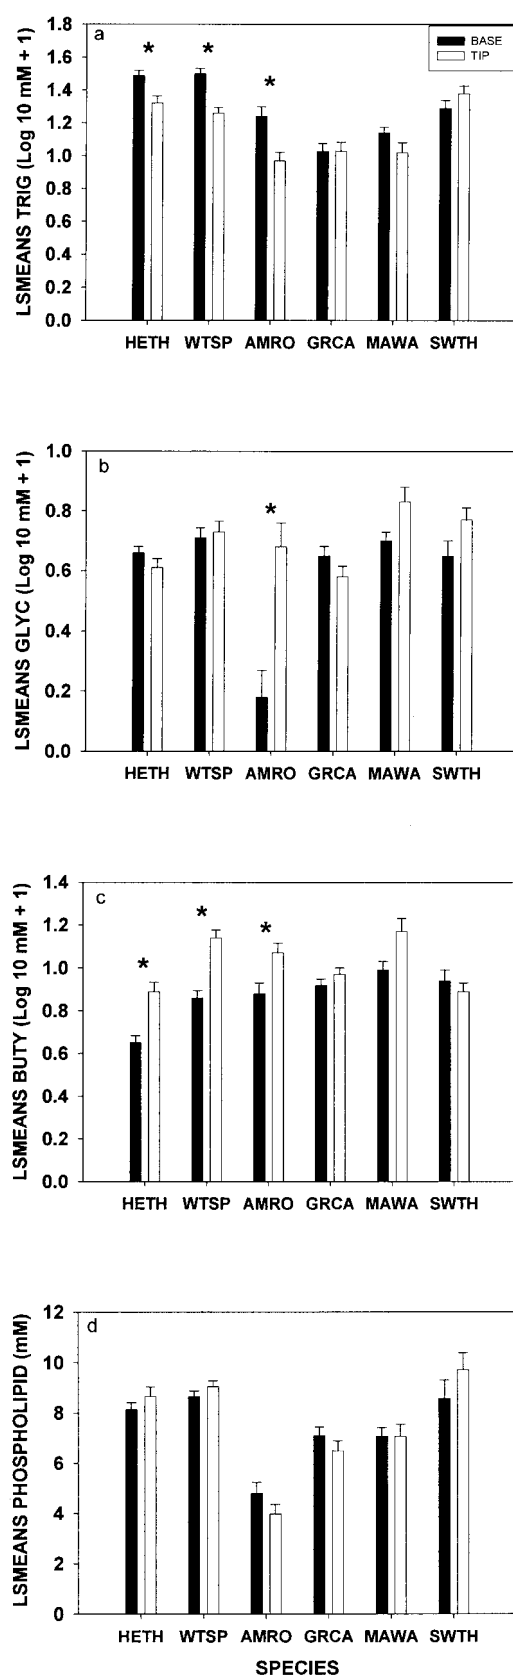 a
BASE
TIP
LSMEANS TRIG (Log 10 mM + 1)
1.8
1.6
1.4
1.2
1.0
0.8
0.6
0.4
0.2
0.0
* * *
HETH WTSP AMRO GRCA MAWA SWTH
b
LSMEANS GLYC (Log 10 mM + 1)
1.0
0.8
0.6
0.4
0.2
0.0
*
HETH WTSP AMRO GRCA MAWA SWTH
c
LSMEANS BUTY (Log 10 mM + 1)
1.4
1.2
1.0
0.8
0.6
0.4
0.2
0.0
* * *
HETH WTSP AMRO GRCA MAWA SWTH
d
LSMEANS PHOSPHOLIPID (mM)
12
10
8
6
4
2
0
HETH WTSP AMRO GRCA MAWA SWTH
SPECIES